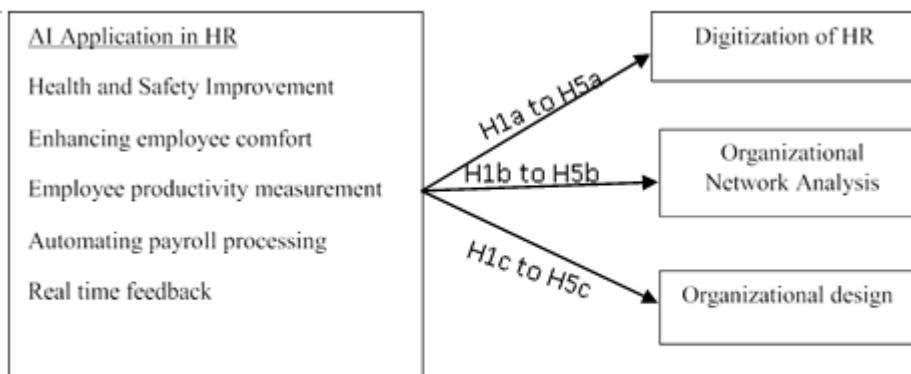 AI Application in HR
Health and Safety Improvement
Enhancing employee comfort
Employee productivity measurement
Automating payroll processing
Real time feedback
H1a to H5a
H1b to H5b
H1c to H5c
Digitization of HR
Organizational
Network Analysis
Organizational design